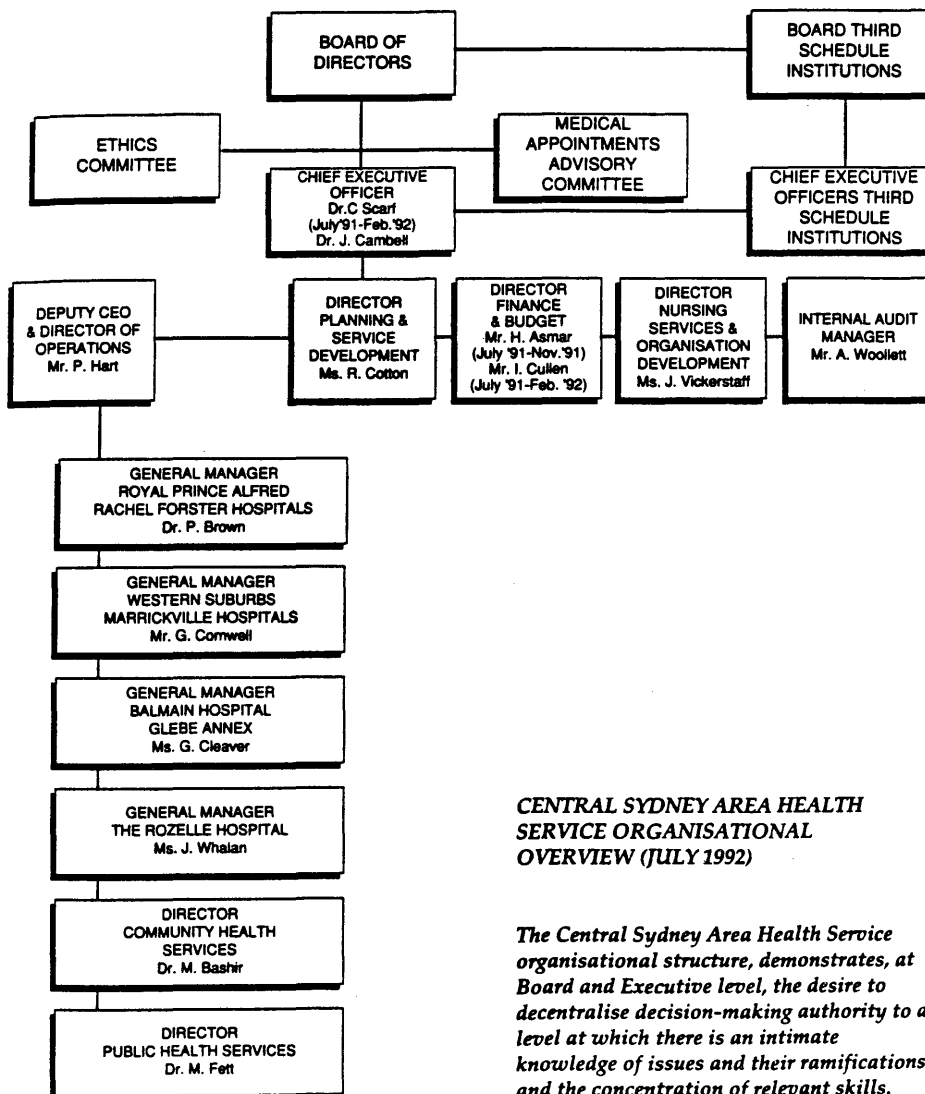 BOARD OF
DIRECTORS
BOARD THIRD
SCHEDULE
INSTITUTIONS
ETHICS
COMMITTEE
MEDICAL
APPOINTMENTS
ADVISORY
COMMITTEE
CHIEF EXECUTIVE
OFFICER
Dr.C Scarf
(July'91-Feb.'92)
Dr. J. Cambell
CHIEF EXECUTIVE
OFFICERS THIRD
SCHEDULE
INSTITUTIONS
DEPUTY CEO
& DIRECTOR OF
OPERATIONS
Mr. P. Hart
DIRECTOR
PLANNING &
SERVICE
DEVELOPMENT
Ms. R. Cotton
DIRECTOR
FINANCE
& BUDGET
Mr. H. Asmar
(July '91-Nov.'91)
Mr. I. Cullen
(July '91-Feb. '92)
DIRECTOR
NURSING
SERVICES &
ORGANISATION
DEVELOPMENT
Ms. J. Vickerstaff
INTERNAL AUDIT
MANAGER
Mr. A. Woollett
GENERAL MANAGER
ROYAL PRINCE ALFRED
RACHEL FORSTER HOSPITALS
Dr. P. Brown
GENERAL MANAGER
WESTERN SUBURBS
MARRICKVILLE HOSPITALS
Mr. G. Cornwell
GENERAL MANAGER
BALMAIN HOSPITAL
GLEBE ANNEX
Ms. G. Cleaver
GENERAL MANAGER
THE ROZELLE HOSPITAL
Ms. J. Whalan
DIRECTOR
COMMUNITY HEALTH
SERVICES
Dr. M. Bashir
DIRECTOR
PUBLIC HEALTH SERVICES
Dr. M. Fett
CENTRAL SYDNEY AREA HEALTH
SERVICE ORGANISATIONAL
OVERVIEW (JULY 1992)
The Central Sydney Area Health Service
organisational structure, demonstrates, at
Board and Executive level, the desire to
decentralise decision-making authority to a
level at which there is an intimate
knowledge of issues and their ramifications
and the concentration of relevant skills.